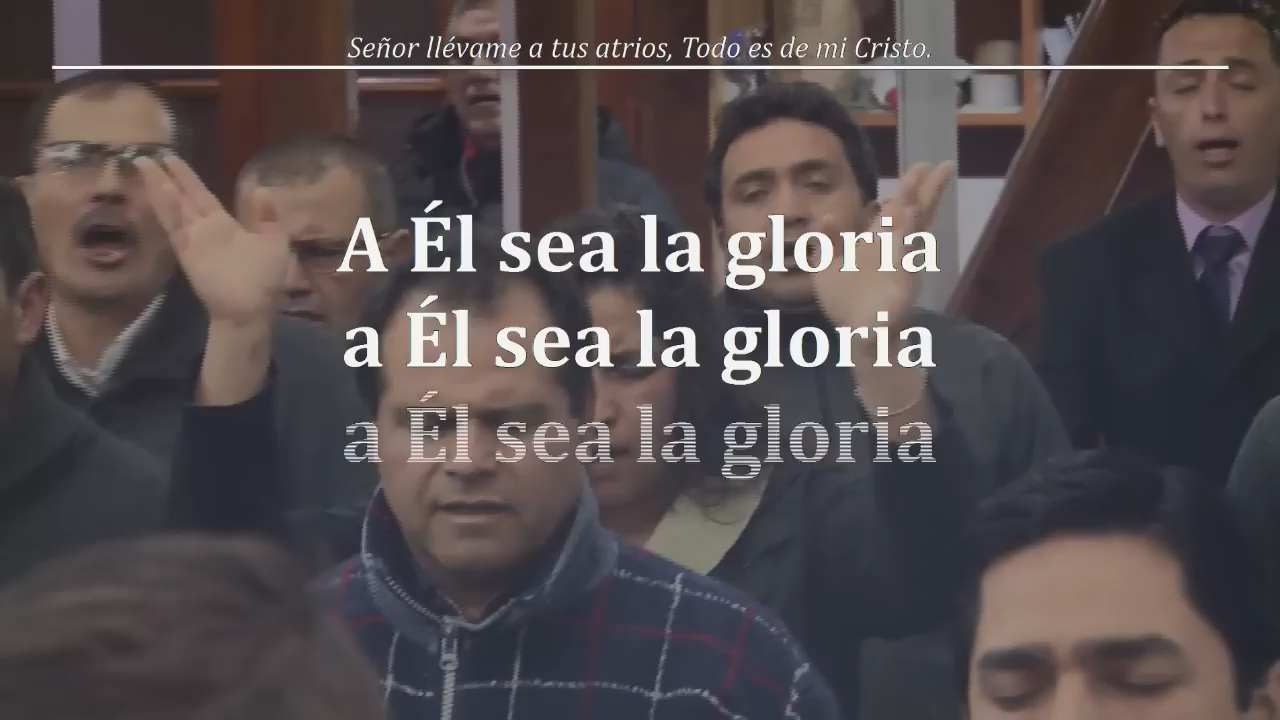 Señor llévame a tus atrios, Todo es de mi Cristo.
A Él sea la gloria
a Él sea la gloria
a Él sea la gloria